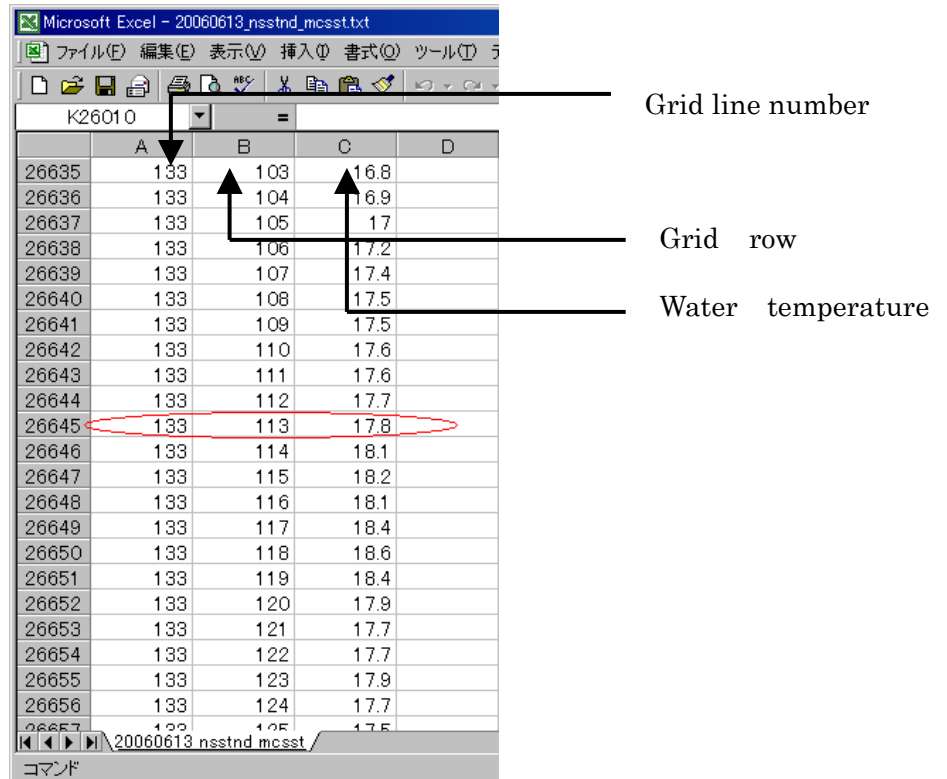 Microsoft Excel - 20060613_nsstnd_mcsst.txt
ファイル(F) 編集(E) 表示(V) 挿入(I) 書式(O) ツール(T)
K26010 =
A B C D
26635 133 103 16.8
26636 133 104 16.9
26637 133 105 17
26638 133 106 17.2
26639 133 107 17.4
26640 133 108 17.5
26641 133 109 17.5
26642 133 110 17.6
26643 133 111 17.6
26644 133 112 17.7
26645 133 113 17.8
26646 133 114 18.1
26647 133 115 18.2
26648 133 116 18.1
26649 133 117 18.4
26650 133 118 18.6
26651 133 119 18.4
26652 133 120 17.9
26653 133 121 17.7
26654 133 122 17.7
26655 133 123 17.9
26656 133 124 17.7
26657 133 125 17.5
20060613 nsstnd mcsst
コマンド
Grid line number
Grid row
Water temperature